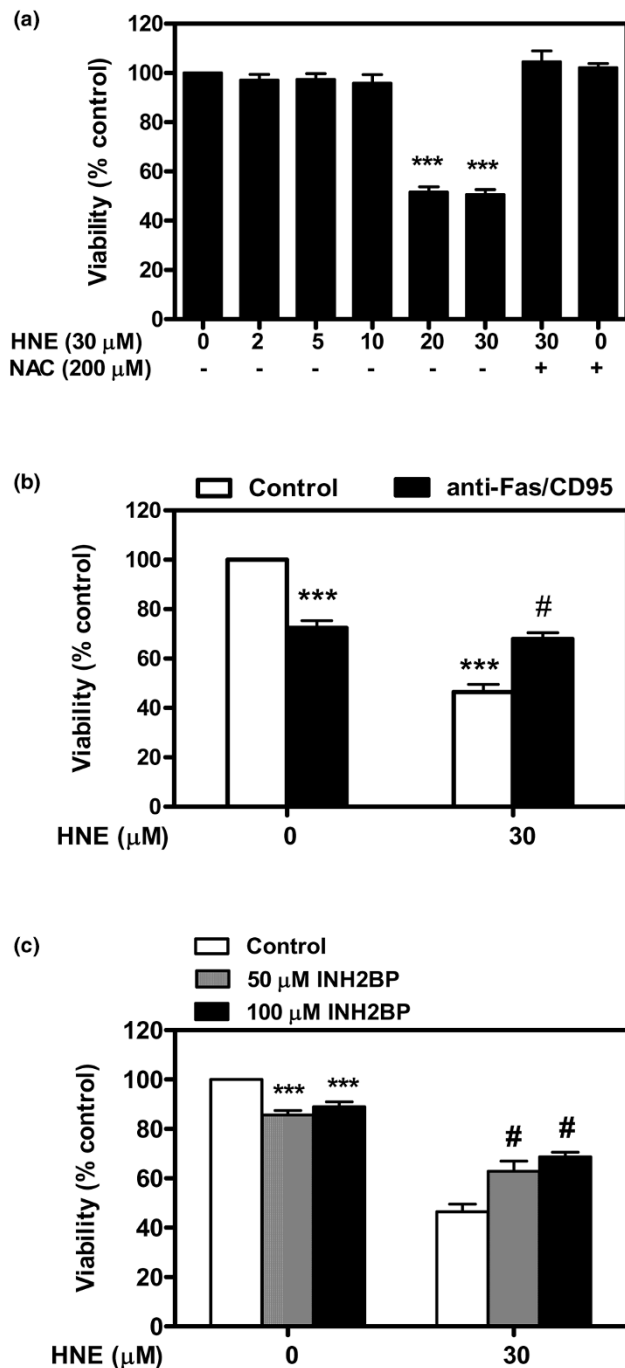 (a)
120
100
80
60
40
20
0
Viability (% control)
*** ***
HNE (30 μM) 0 2 5 10 20 30 30 0
NAC (200 μM) - - - - - - + +
(b)
Control anti-Fas/CD95
120
100
80
60
40
20
0
Viability (% control)
***
***
#
HNE (μM) 0 30
(c)
Control
50 μM INH2BP
100 μM INH2BP
120
100
80
60
40
20
0
Viability (% control)
*** ***
# #
HNE (μM) 0 30